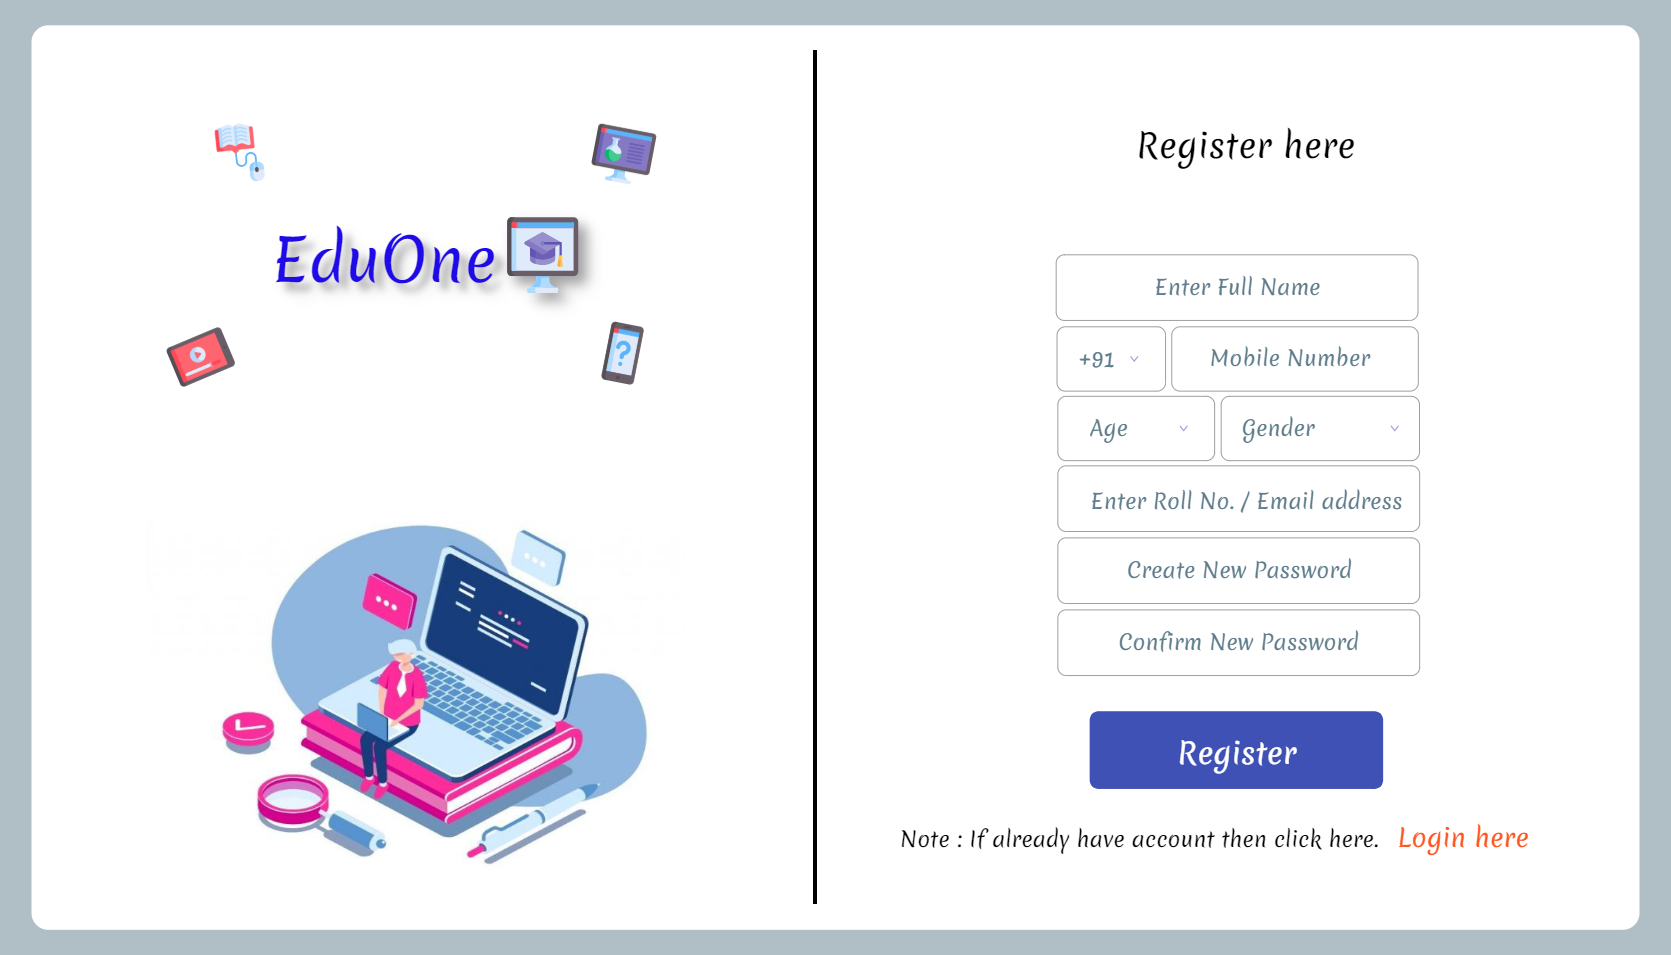 EduOne
Register here
Enter Full Name
+91 Mobile Number
Age Gender
Enter Roll No. / Email address
Create New Password
Confirm New Password
Register
Note : If already have account then click here. Login here